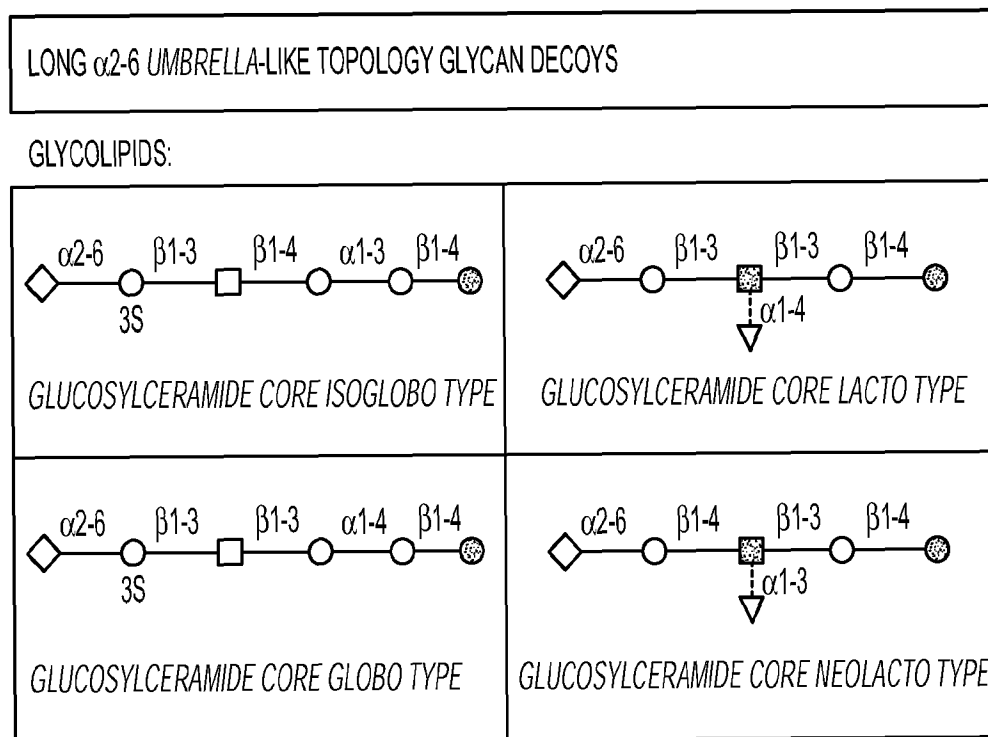 LONG α2-6 UMBRELLA-LIKE TOPOLOGY GLYCAN DECOYS
GLYCOLIPIDS:
α2-6 β1-3 β1-4 α1-3 β1-4
3S
GLUCOSYLCERAMIDE CORE ISOGLOBO TYPE
α2-6 β1-3 β1-3 β1-4
α1-4
GLUCOSYLCERAMIDE CORE LACTO TYPE
α2-6 β1-3 β1-3 α1-4 β1-4
3S
GLUCOSYLCERAMIDE CORE GLOBO TYPE
α2-6 β1-4 β1-3 β1-4
α1-3
GLUCOSYLCERAMIDE CORE NEOLACTO TYPE